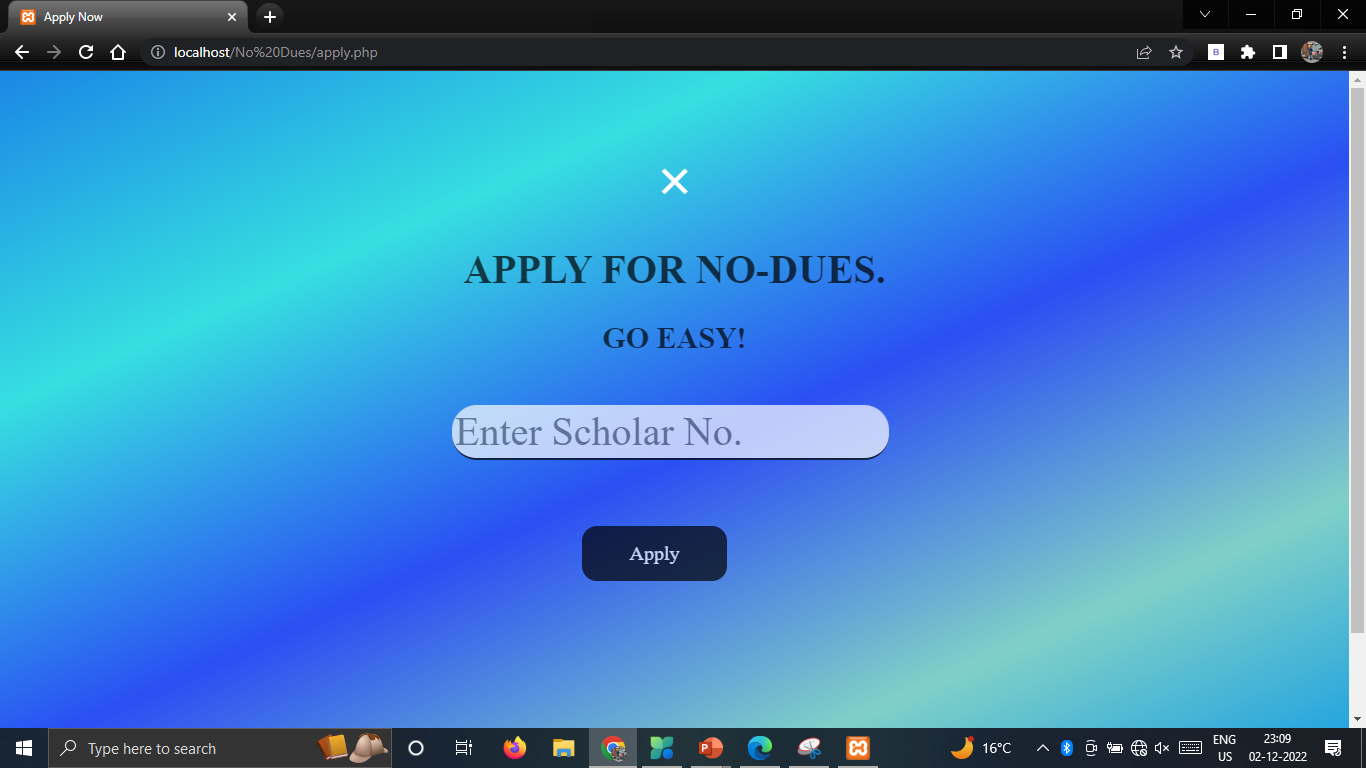 Apply Now
localhost/No%20Dues/apply.php
B
APPLY FOR NO-DUES.
GO EASY!
Enter Scholar No.
Apply
Type here to search
16°C
ENG
US
23:09
02-12-2022